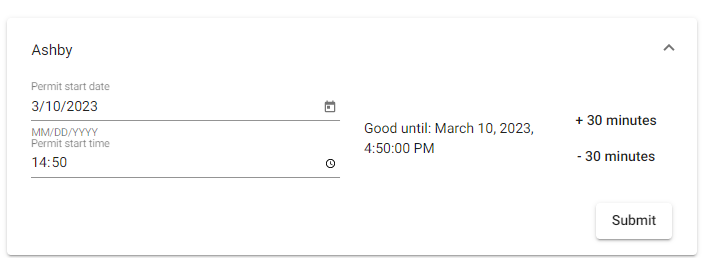 Ashby
Permit start date
3/10/2023
MM/DD/YYYY
Permit start time
14:50
Good until: March 10, 2023,
4:50:00 PM
+ 30 minutes
- 30 minutes
Submit